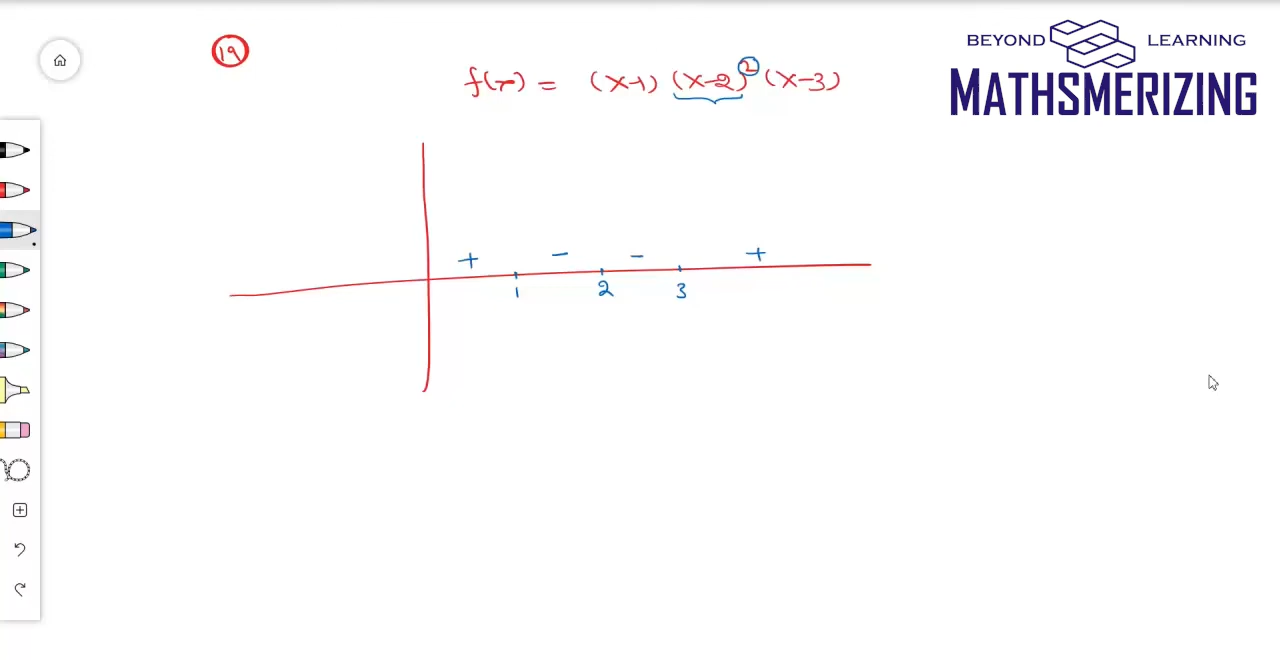 19
f(x) = (x-1) (x-2)² (x-3)
BEYOND LEARNING
MATHSMERIZING
+ - - +
1 2 3